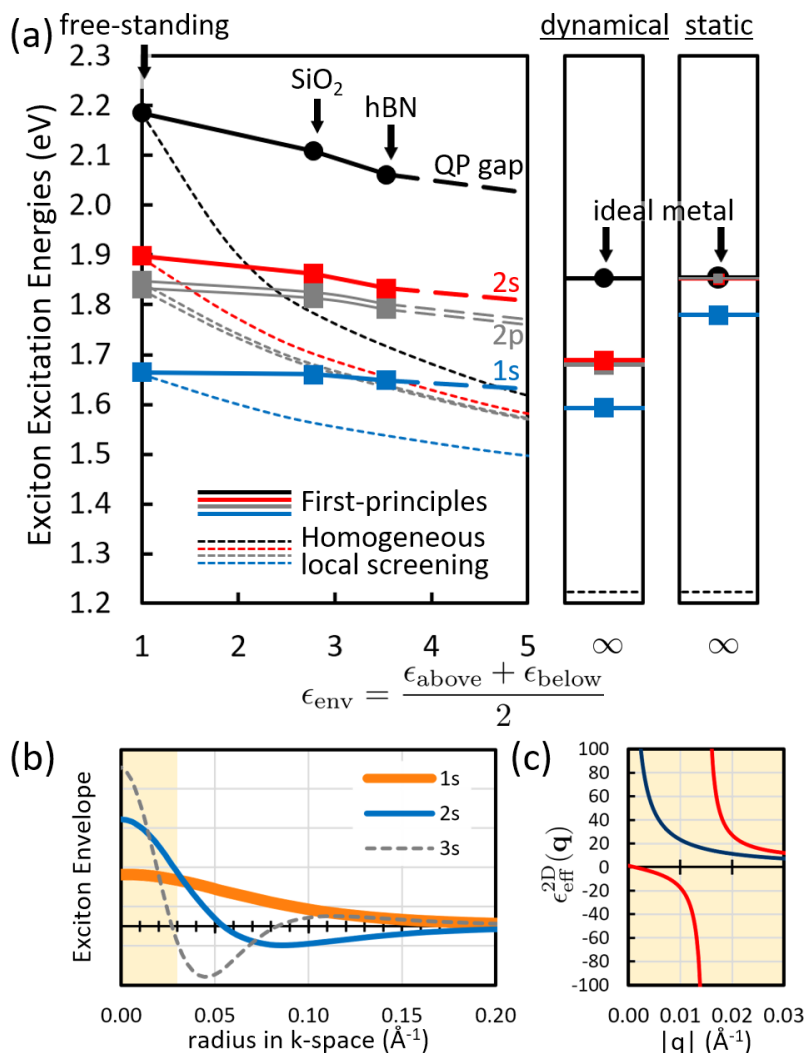 (a)
free-standing
dynamical
static
SiO₂
hBN
QP gap
ideal metal
2s
2p
1s
First-principles
Homogeneous
local screening
Exciton Excitation Energies (eV)
2.3
2.2
2.1
2.0
1.9
1.8
1.7
1.6
1.5
1.4
1.3
1.2
1 2 3 4 5 ∞ ∞
ϵenv = (ϵabove + ϵbelow) / 2
(b)
Exciton Envelope
1s
2s
3s
0.00 0.05 0.10 0.15 0.20
radius in k-space (Å⁻¹)
(c)
ϵ²ᴰeff(q)
100
80
60
40
20
0
-20
-40
-60
-80
-100
0.00 0.01 0.02 0.03
|q| (Å⁻¹)